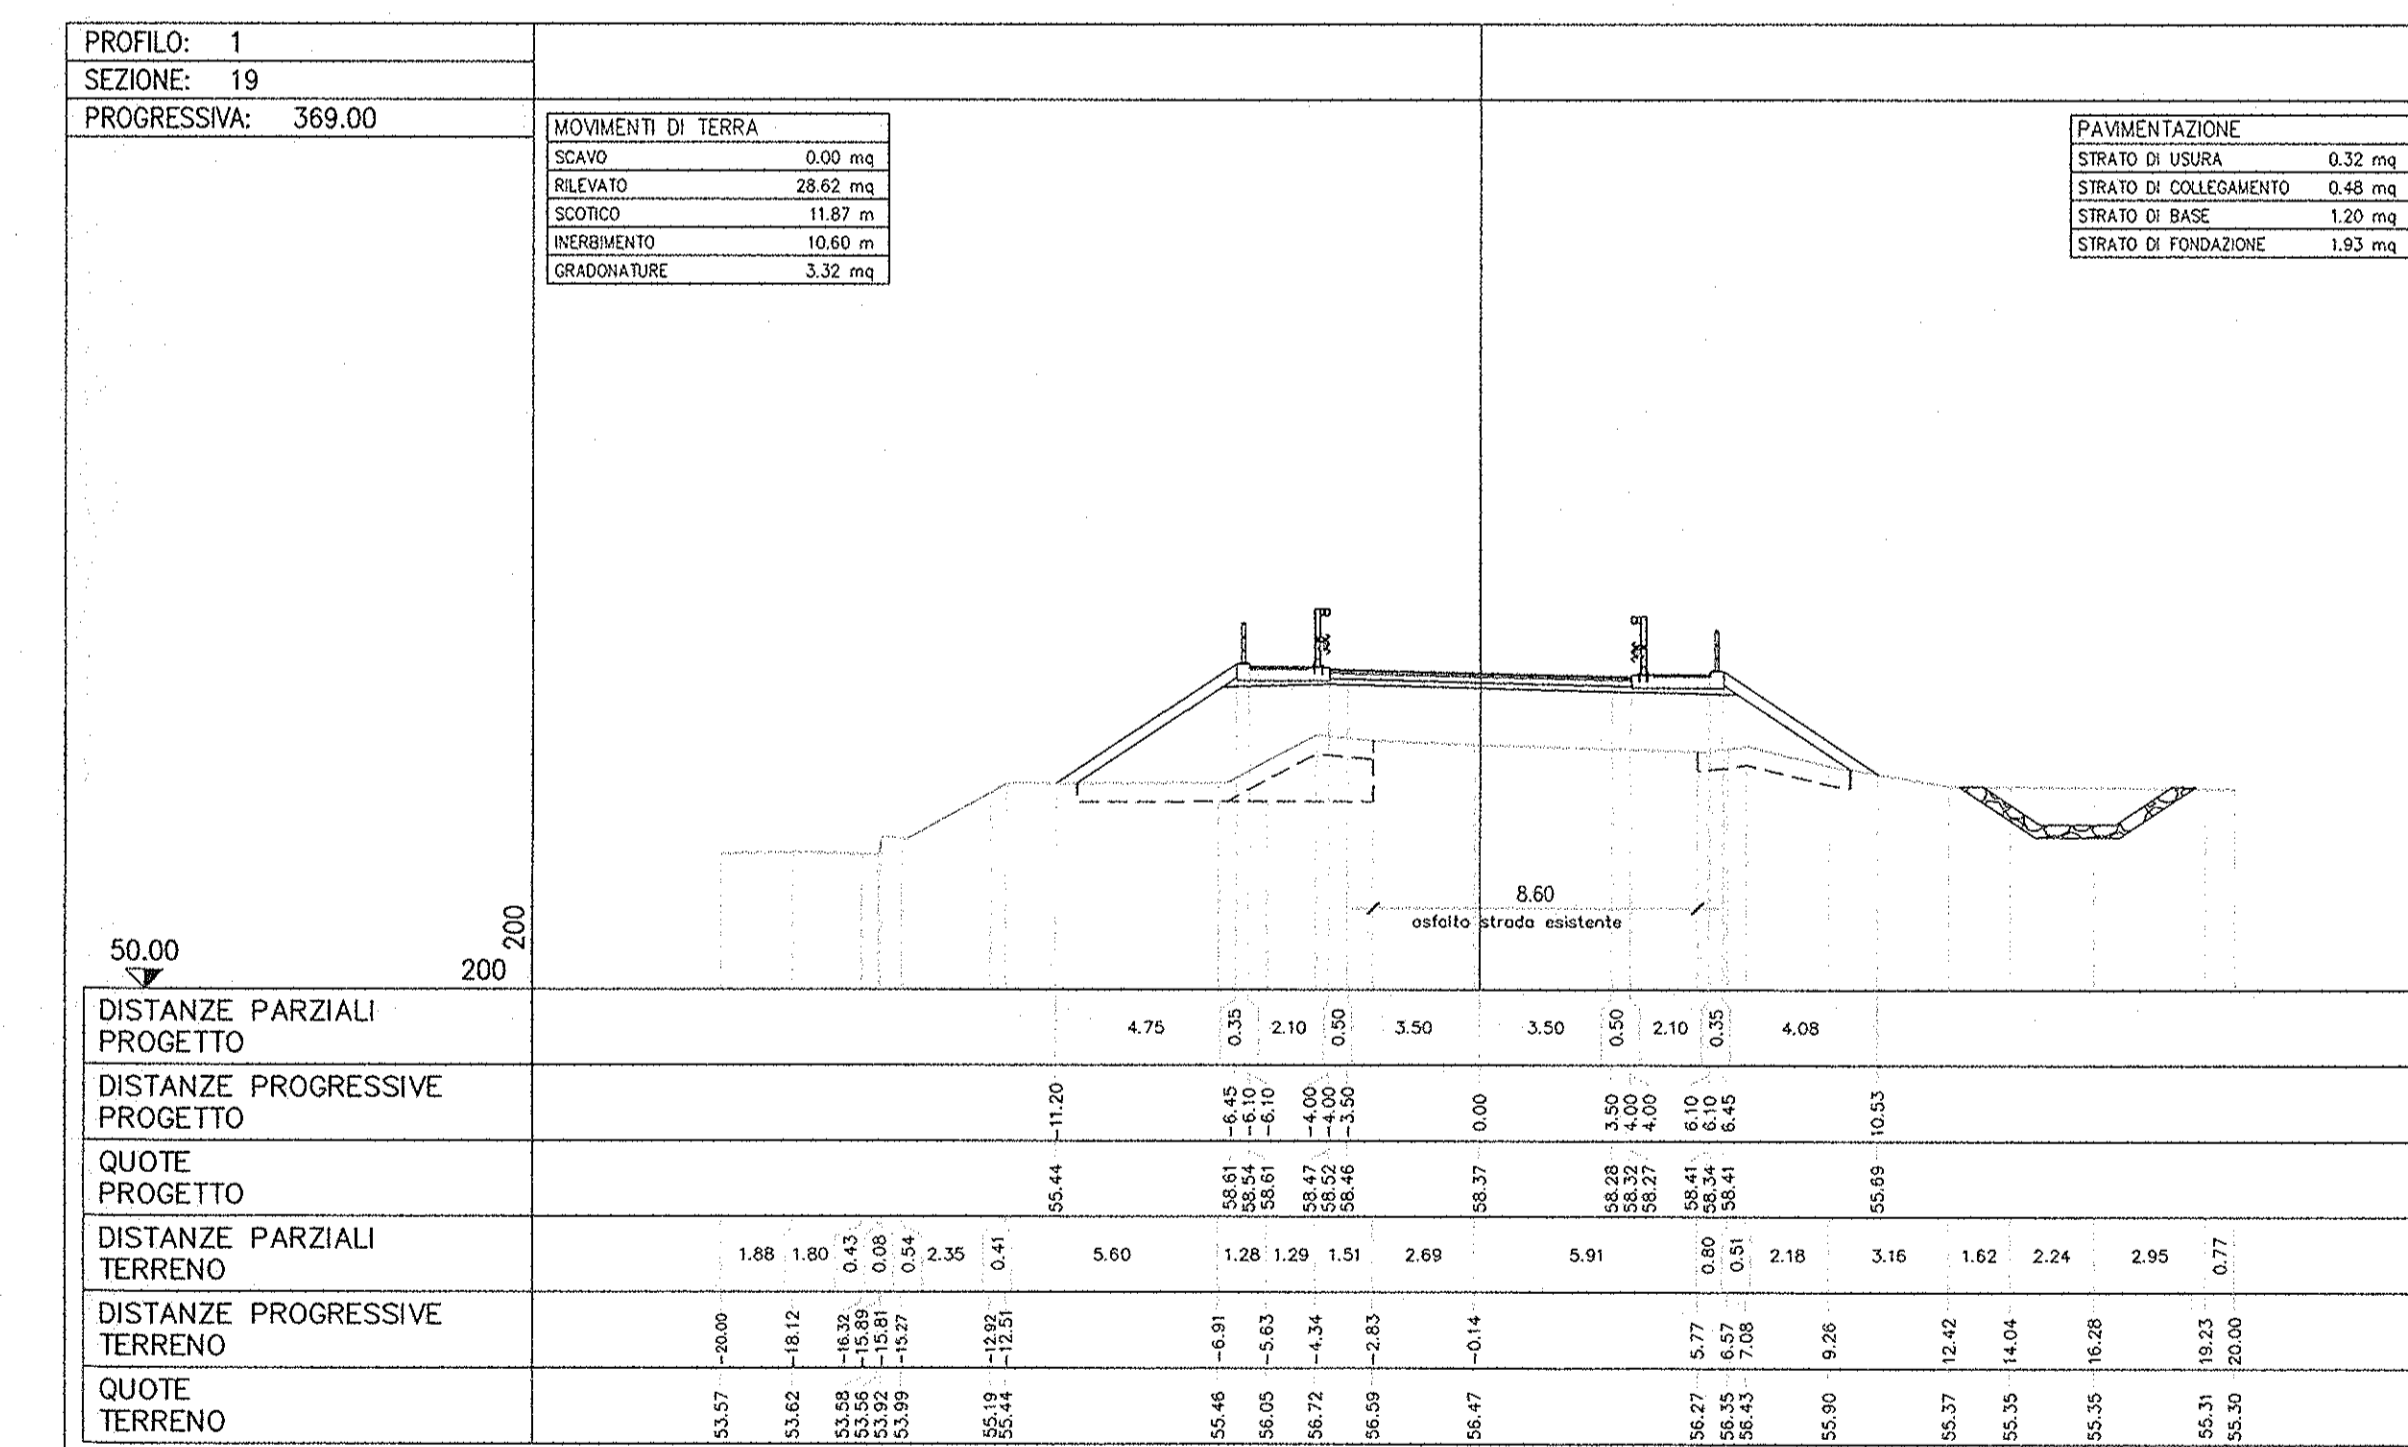 PROFILO: 1
SEZIONE: 19
PROGRESSIVA: 369.00
MOVIMENTI DI TERRA
SCAVO 0.00 mq
RILEVATO 28.62 mq
SCOTICO 11.87 m
INERBIMENTO 10.60 m
GRADONATURE 3.32 mq
PAVIMENTAZIONE
STRATO DI USURA 0.32 mq
STRATO DI COLLEGAMENTO 0.48 mq
STRATO DI BASE 1.20 mq
STRATO DI FONDAZIONE 1.93 mq
8.60
asfalto strada esistente
50.00
200
200
DISTANZE PARZIALI
PROGETTO
4.75 0.35 2.10 0.50 3.50 3.50 0.50 2.10 0.35 4.08
DISTANZE PROGRESSIVE
PROGETTO
-11.20 -6.45 -6.10 -6.10 -4.00 -4.00 -3.50 0.00 3.50 4.00 4.00 6.10 6.10 6.45 10.53
QUOTE
PROGETTO
55.44 58.61 58.54 58.61 58.47 58.52 58.46 58.37 58.28 58.32 58.27 58.41 58.34 58.41 55.69
DISTANZE PARZIALI
TERRENO
1.88 1.80 0.43 0.08 0.54 2.35 0.41 5.60 1.28 1.29 1.51 2.69 5.91 0.80 0.51 2.18 3.16 1.62 2.24 2.95 0.77
DISTANZE PROGRESSIVE
TERRENO
-20.00 -18.12 -16.32 -15.89 -15.81 -15.27 -12.92 -12.51 -6.91 -5.63 -4.34 -2.83 -0.14 5.77 6.57 7.08 9.26 12.42 14.04 16.28 19.23 20.00
QUOTE
TERRENO
53.57 53.62 53.58 53.56 53.92 53.99 55.19 55.44 55.46 56.05 56.72 56.59 56.47 56.27 56.35 56.43 55.90 55.37 55.35 55.35 55.31 55.30